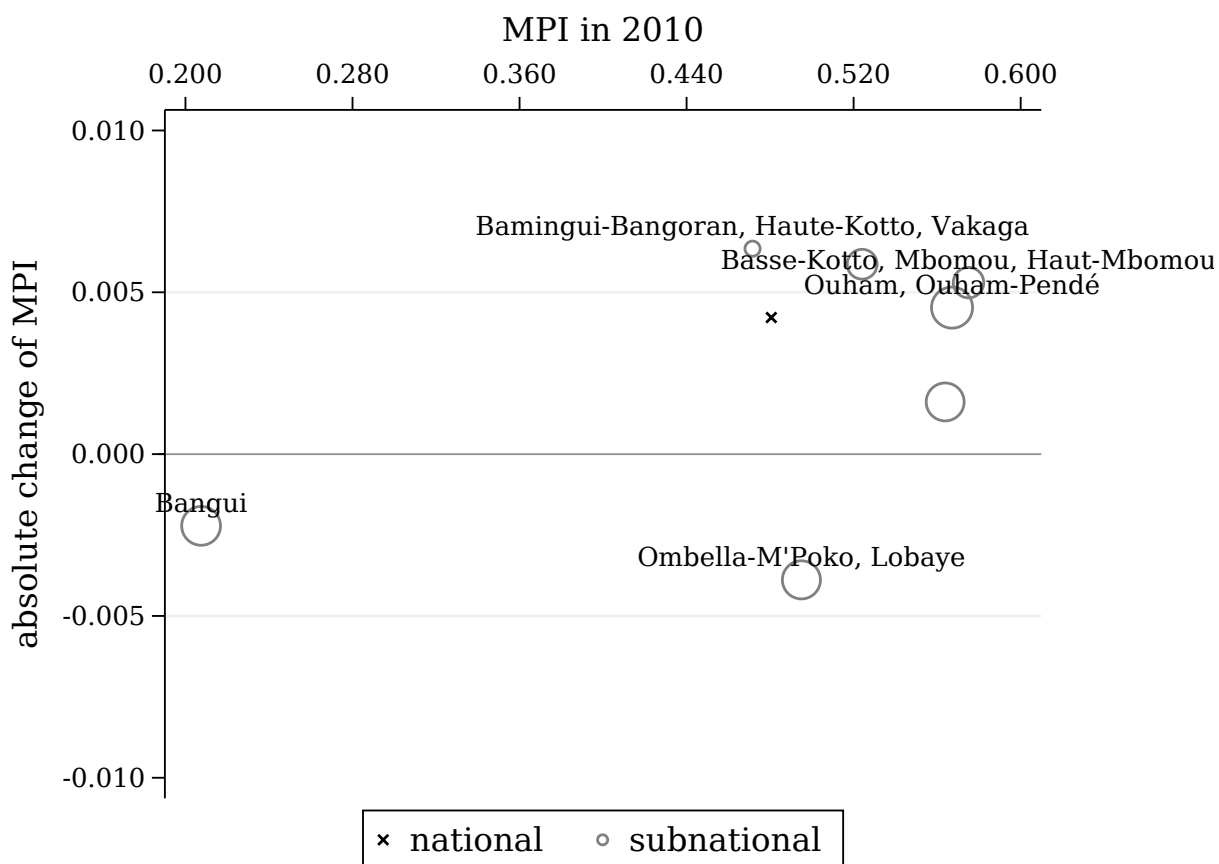 MPI in 2010
0.200 0.280 0.360 0.440 0.520 0.600
absolute change of MPI
0.010
0.005
0.000
-0.005
-0.010
Bamingui-Bangoran, Haute-Kotto, Vakaga
Basse-Kotto, Mbomou, Haut-Mbomou
Ouham, Ouham-Pendé
Bangui
Ombella-M'Poko, Lobaye
national subnational